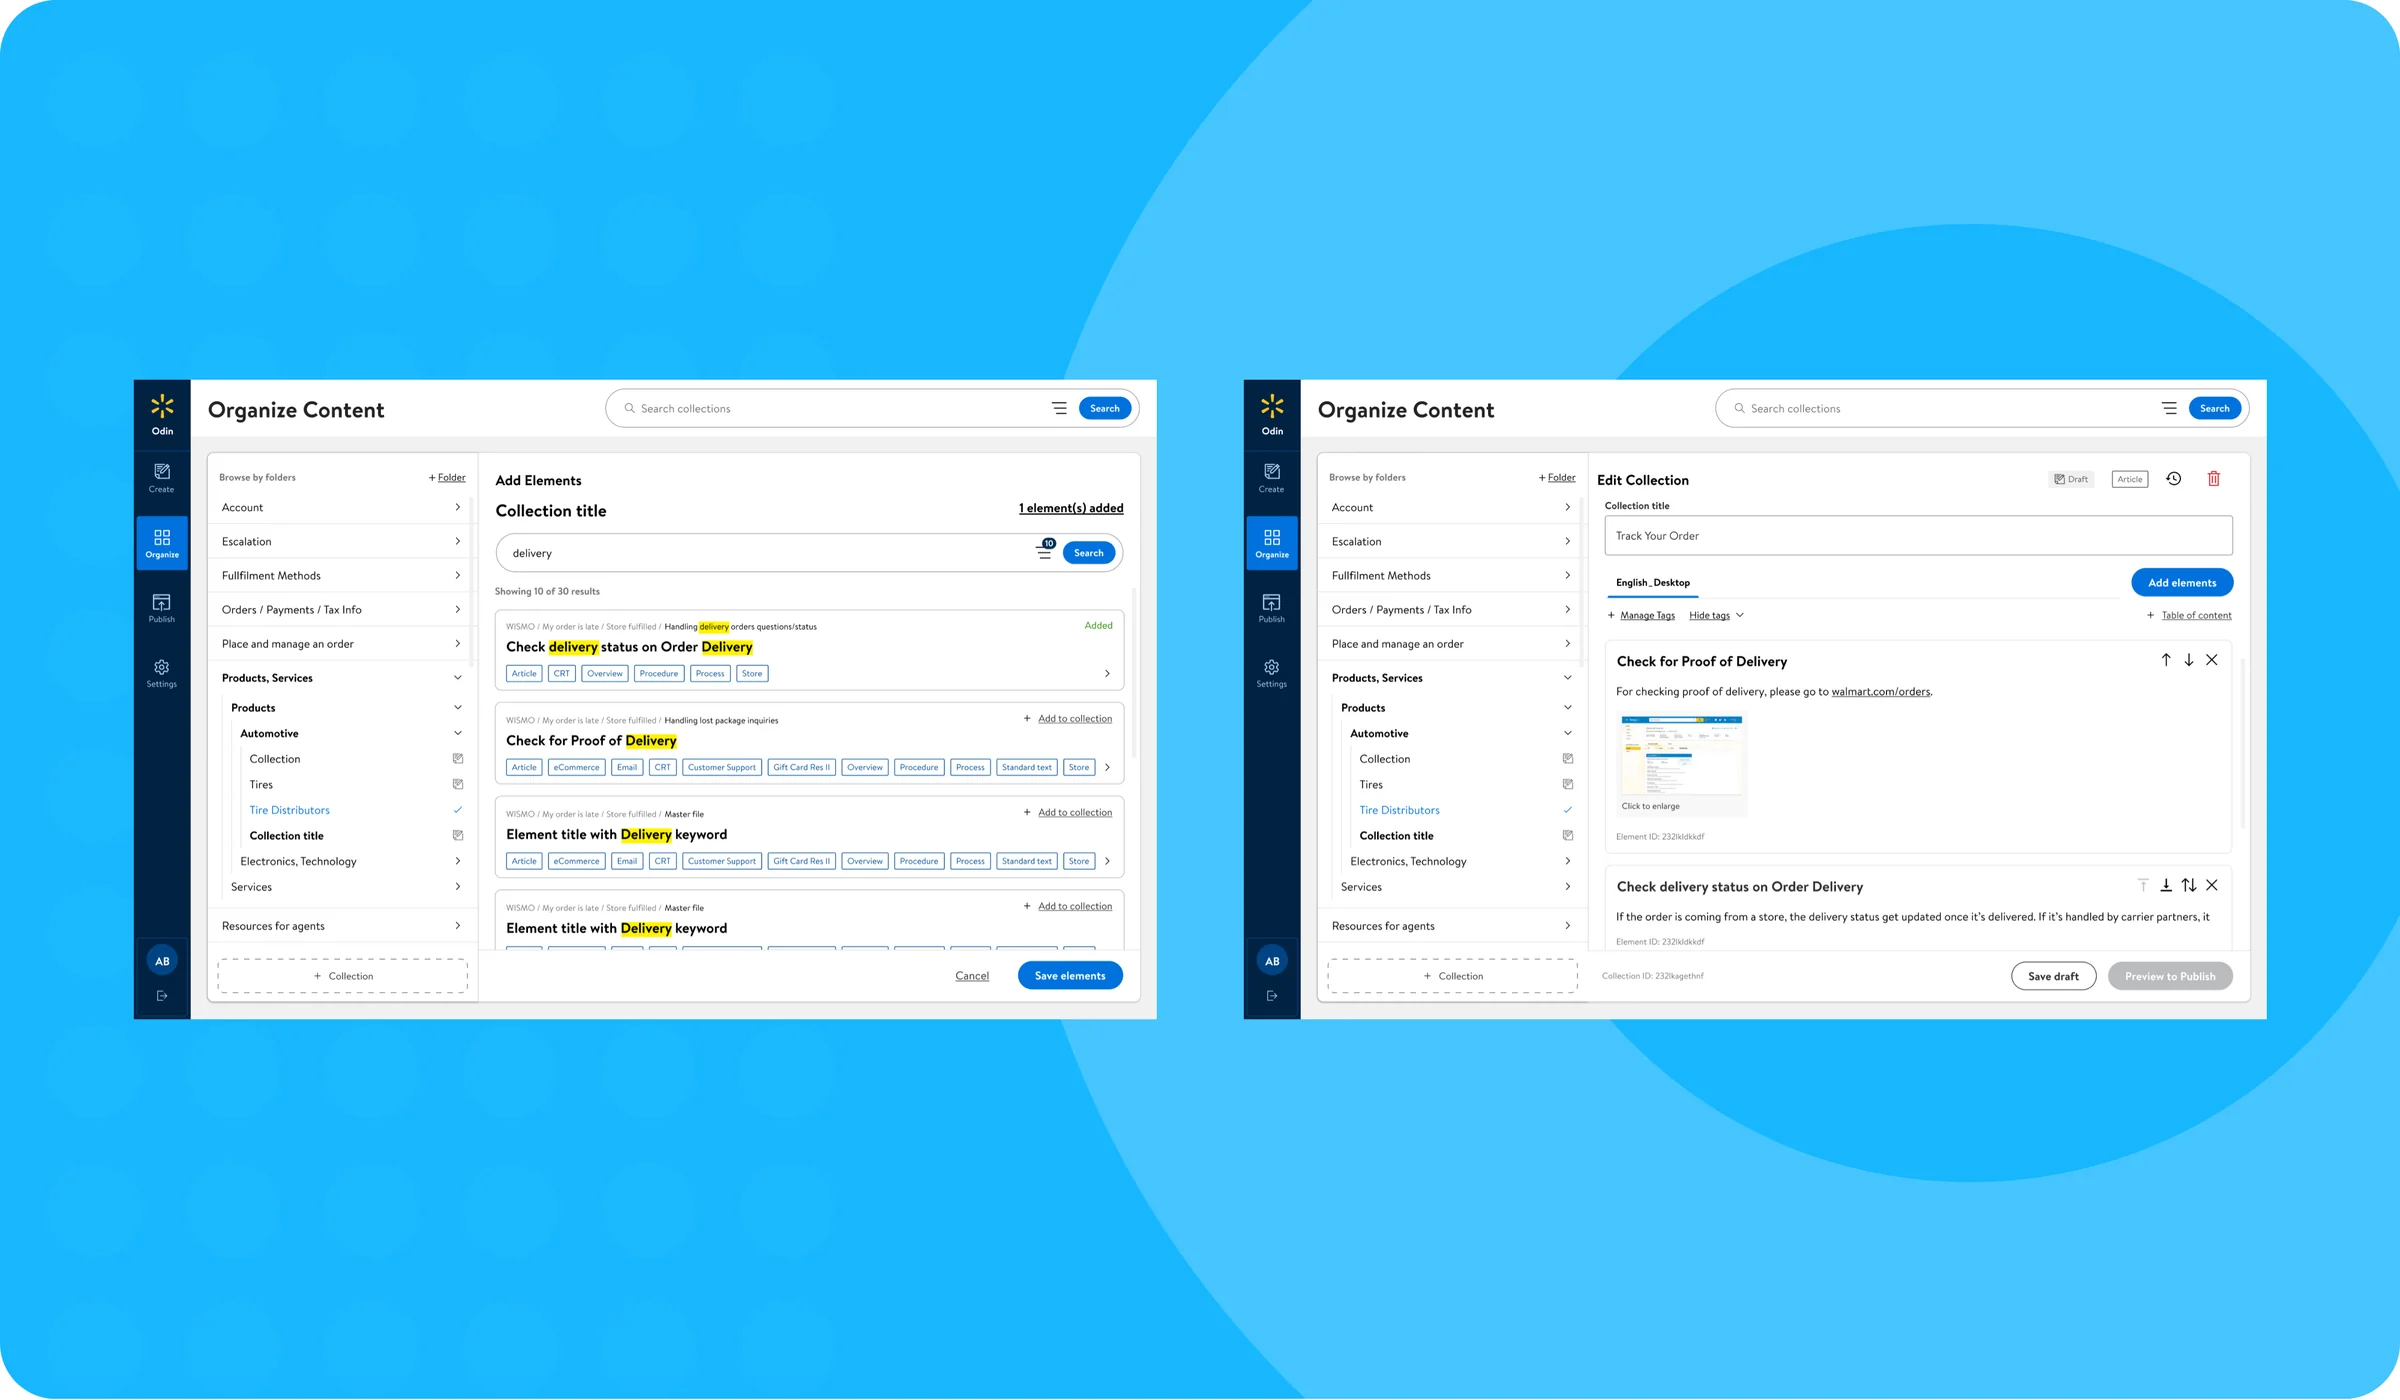 Odin
Create
Organize
Publish
Settings
AB
Organize Content
Search collections
Search
Browse by folders
+ Folder
Account
Escalation
Fullfilment Methods
Orders / Payments / Tax Info
Place and manage an order
Products, Services
Products
Automotive
Collection
Tires
Tire Distributors
Collection title
Electronics, Technology
Services
Resources for agents
+ Collection
Add Elements
Collection title
1 element(s) added
delivery
10
Search
Showing 10 of 30 results
WISMO / My order is late / Store fulfilled / Handling delivery orders questions/status
Added
Check delivery status on Order Delivery
Article CRT Overview Procedure Process Store
WISMO / My order is late / Store fulfilled / Handling lost package inquiries
+ Add to collection
Check for Proof of Delivery
Article eCommerce Email CRT Customer Support Gift Card Res II Overview Procedure Process Standard text Store
WISMO / My order is late / Store fulfilled / Master file
+ Add to collection
Element title with Delivery keyword
Article eCommerce Email CRT Customer Support Gift Card Res II Overview Procedure Process Standard text Store
WISMO / My order is late / Store fulfilled / Master file
+ Add to collection
Element title with Delivery keyword
Cancel
Save elements
Odin
Create
Organize
Publish
Settings
AB
Organize Content
Search collections
Search
Browse by folders
+ Folder
Account
Escalation
Fullfilment Methods
Orders / Payments / Tax Info
Place and manage an order
Products, Services
Products
Automotive
Collection
Tires
Tire Distributors
Collection title
Electronics, Technology
Services
Resources for agents
+ Collection
Edit Collection
Draft
Article
Collection title
Track Your Order
English_Desktop
Add elements
+ Manage Tags
Hide tags
+ Table of content
Check for Proof of Delivery
For checking proof of delivery, please go to walmart.com/orders.
Click to enlarge
Element ID: 232lkldkkdf
Check delivery status on Order Delivery
If the order is coming from a store, the delivery status get updated once it's delivered. If it's handled by carrier partners, it
Element ID: 232lkldkkdf
Collection ID: 232lkagethnf
Save draft
Preview to Publish